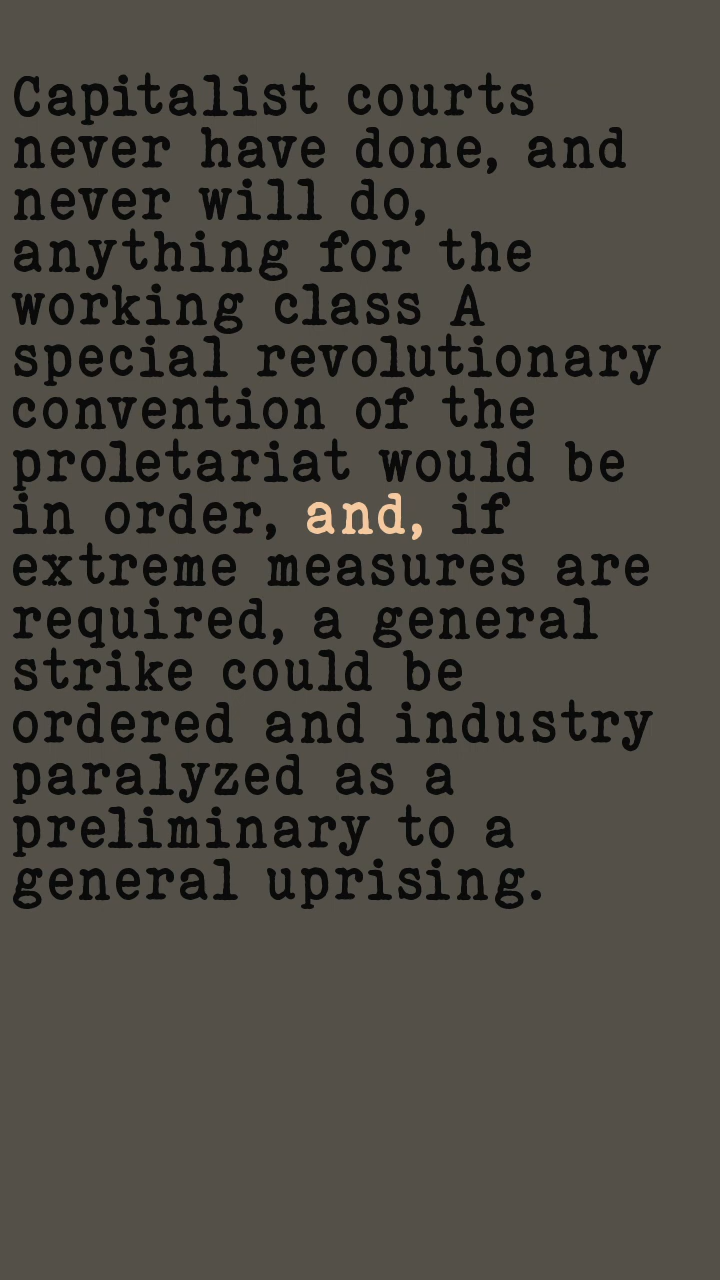 Capitalist courts
never have done, and
never will do,
anything for the
working class A
special revolutionary
convention of the
proletariat would be
in order, and, if
extreme measures are
required, a general
strike could be
ordered and industry
paralyzed as a
preliminary to a
general uprising.